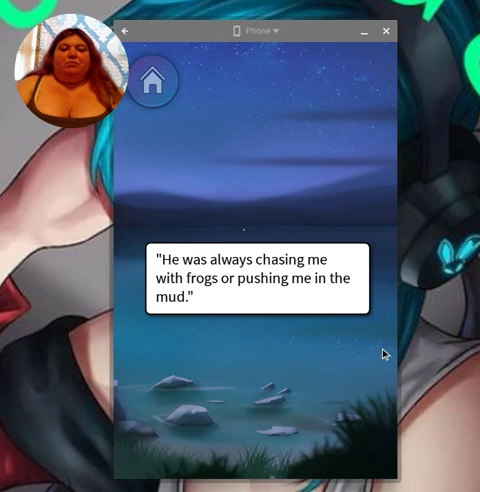 Phone
"He was always chasing me
with frogs or pushing me in the
mud."